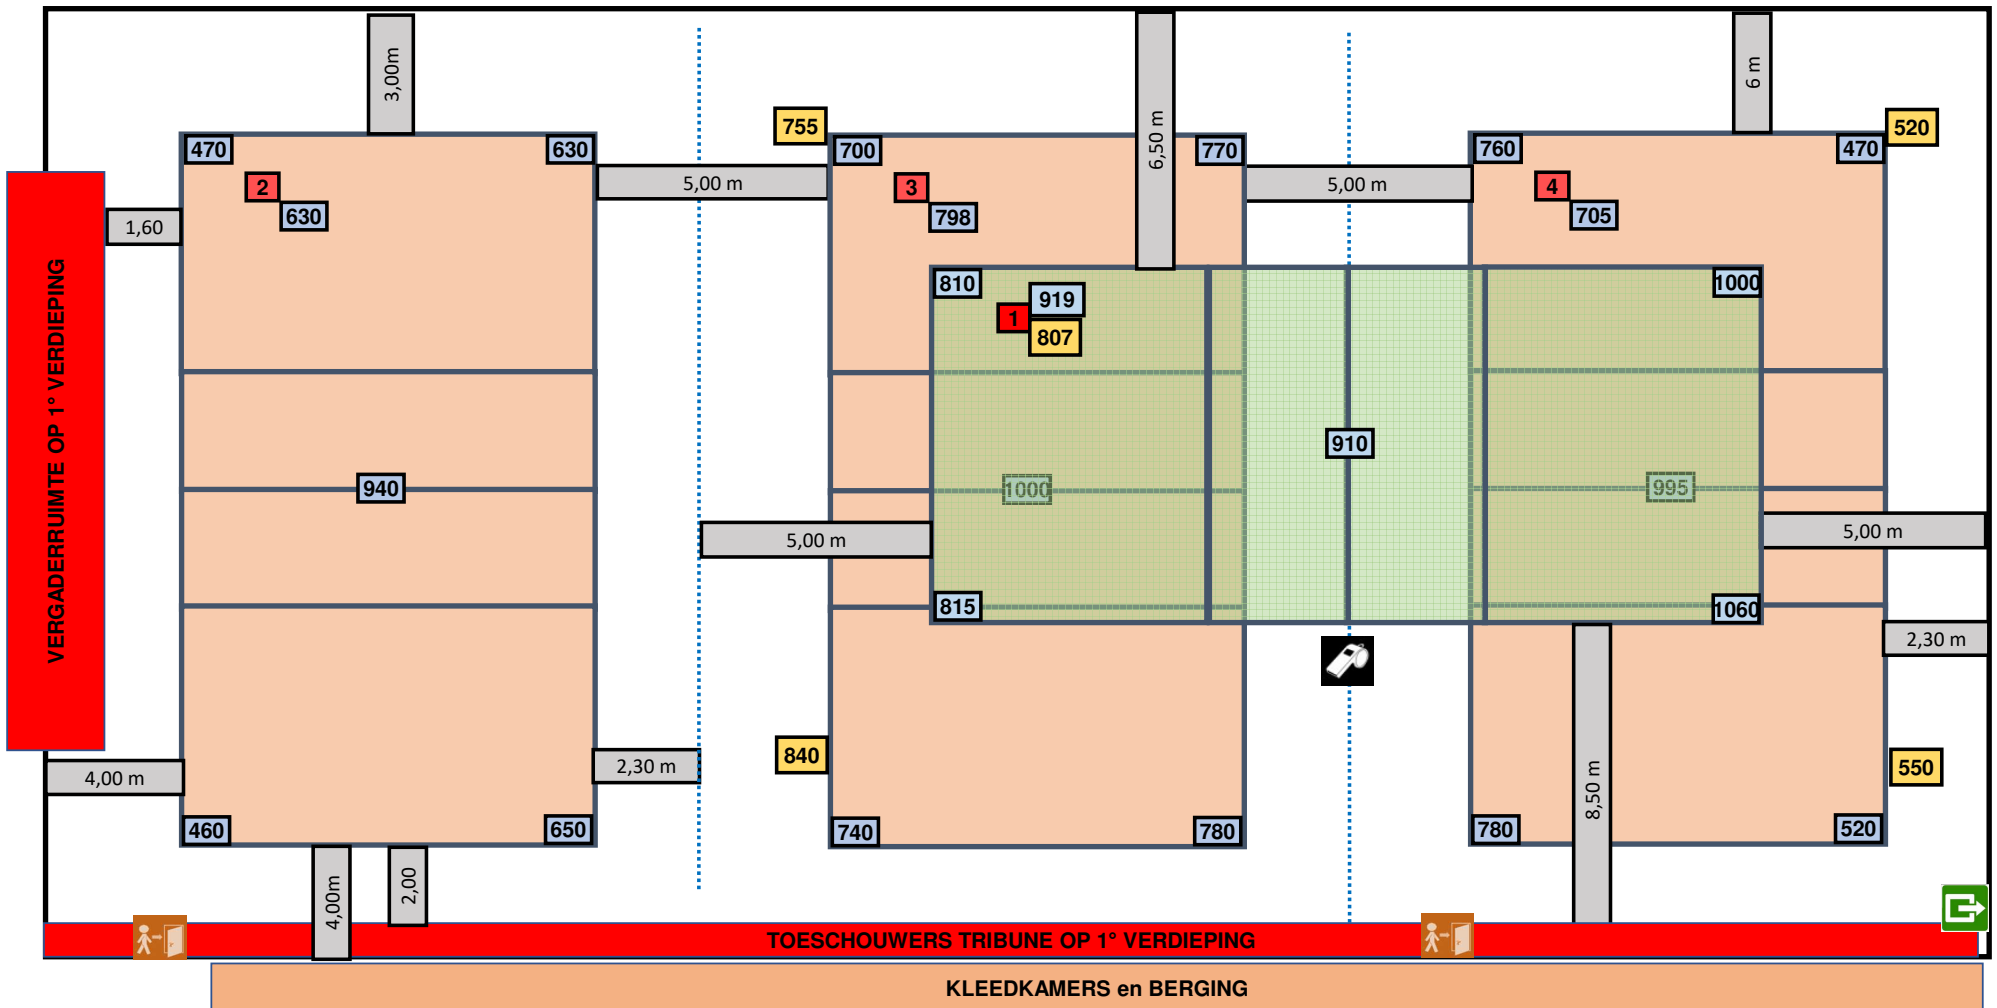 3,00m
6,50 m
6 m
755
520
470
630
700
770
760
470
5,00 m
5,00 m
2
630
3
798
4
705
1,60
VERGADERRUIMTE OP 1° VERDIEPING
810
919
1000
1
807
910
940
1000
995
5,00 m
5,00 m
815
1060
2,30 m
840
2,30 m
550
4,00 m
8,50 m
460
650
740
780
780
520
4,00m
2,00
TOESCHOUWERS TRIBUNE OP 1° VERDIEPING
KLEEDKAMERS en BERGING